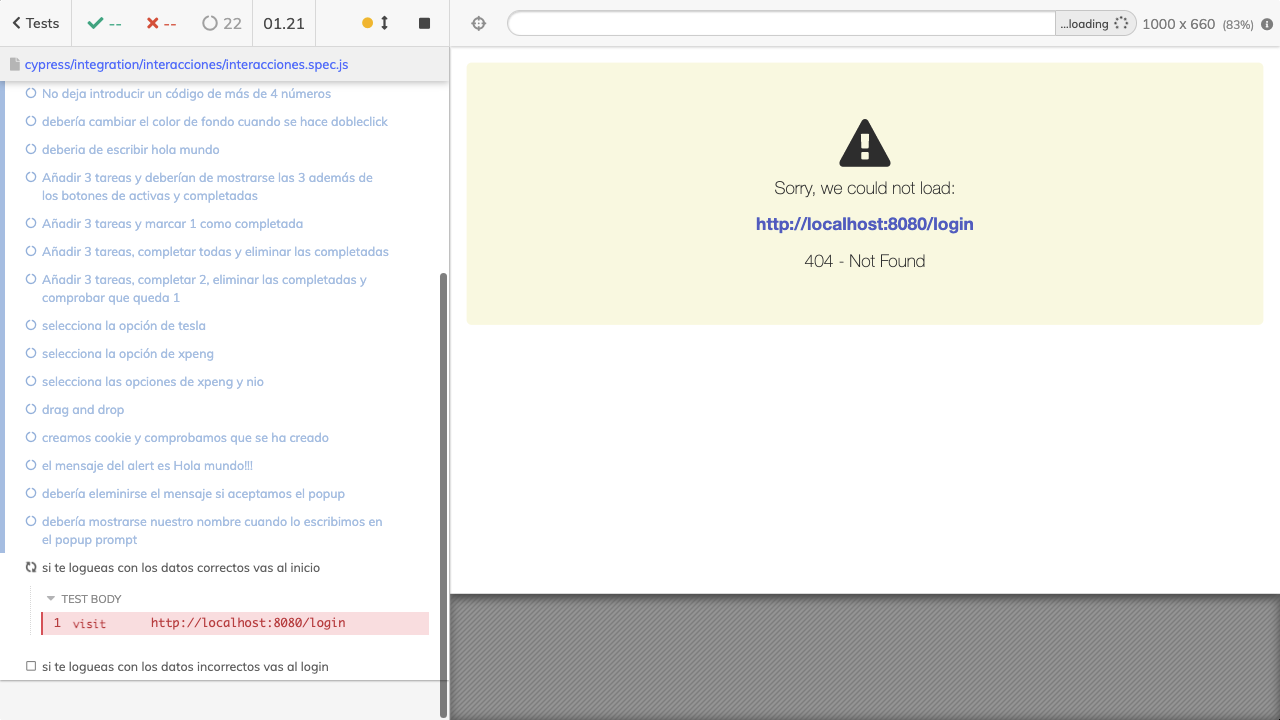 Tests
--
--
22
01.21
...loading
1000 x 660 (83%)
cypress/integration/interacciones/interacciones.spec.js
No deja introducir un código de más de 4 números
debería cambiar el color de fondo cuando se hace dobleclick
deberia de escribir hola mundo
Añadir 3 tareas y deberían de mostrarse las 3 además de
los botones de activas y completadas
Añadir 3 tareas y marcar 1 como completada
Añadir 3 tareas, completar todas y eliminar las completadas
Añadir 3 tareas, completar 2, eliminar las completadas y
comprobar que queda 1
selecciona la opción de tesla
selecciona la opción de xpeng
selecciona las opciones de xpeng y nio
drag and drop
creamos cookie y comprobamos que se ha creado
el mensaje del alert es Hola mundo!!!
debería eleminirse el mensaje si aceptamos el popup
debería mostrarse nuestro nombre cuando lo escribimos en
el popup prompt
si te logueas con los datos correctos vas al inicio
TEST BODY
1 visit http://localhost:8080/login
si te logueas con los datos incorrectos vas al login
Sorry, we could not load:
http://localhost:8080/login
404 - Not Found